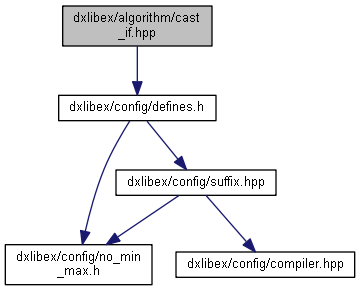 dxlibex/algorithm/cast
_if.hpp
dxlibex/config/defines.h
dxlibex/config/suffix.hpp
dxlibex/config/no_min
_max.h
dxlibex/config/compiler.hpp